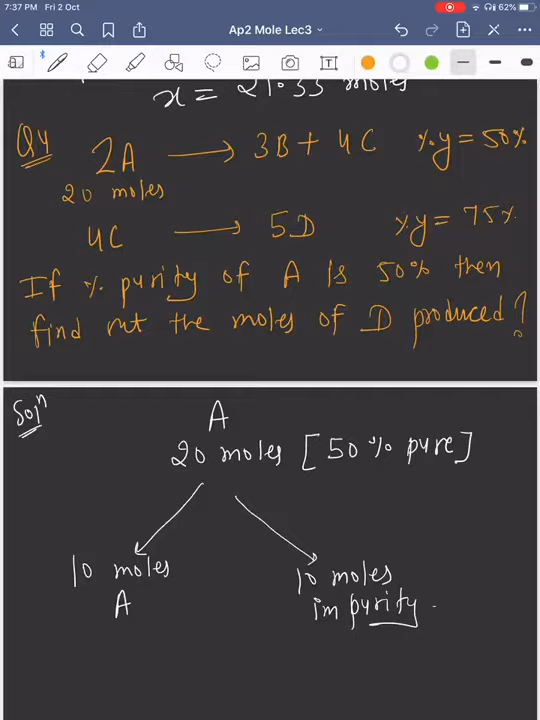 7:37 PM Fri 2 Oct
62%
Ap2 Mole Lec3
x = 21.33 moles
Q4 2A → 3B + 4C %y = 50%
20 moles
4C → 5D %y = 75%
If % purity of A is 50% then
find out the moles of D produced?
Solⁿ
A
20 moles [50% pure]
10 moles 10 moles
A impurity.